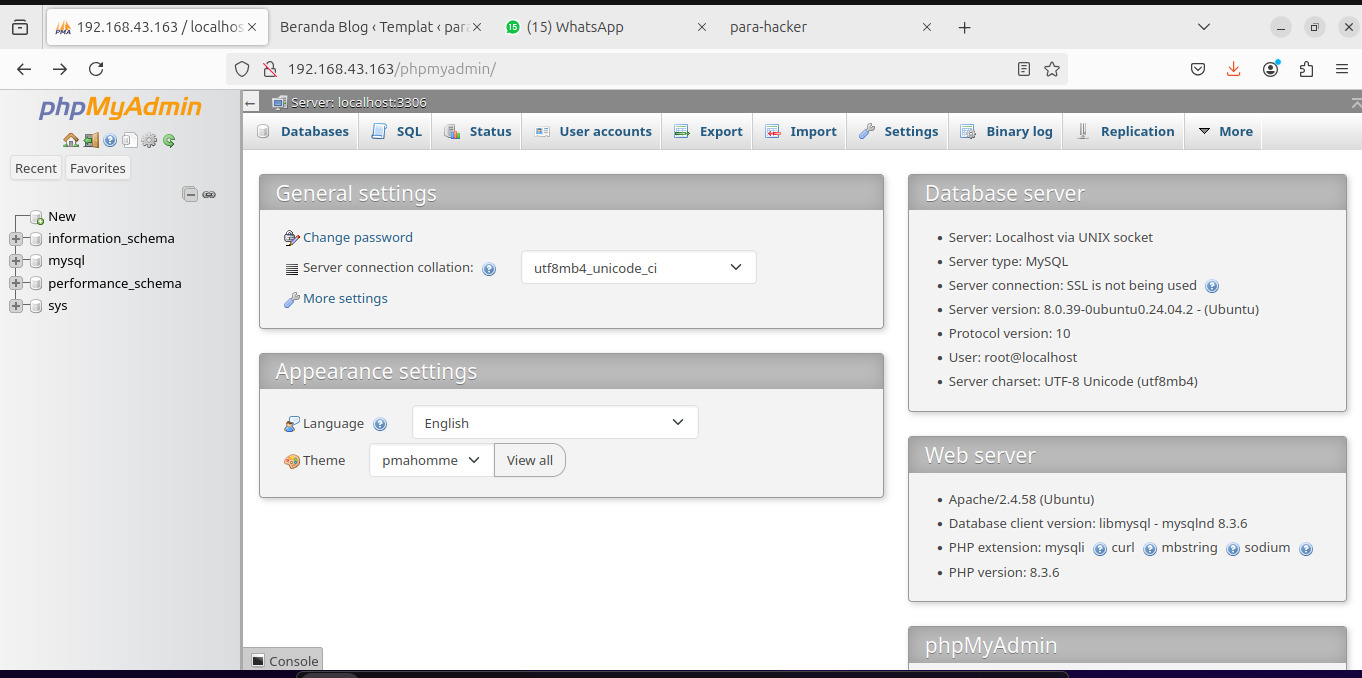 192.168.43.163 / localhos
Beranda Blog ‹ Templat ‹ par
(15) WhatsApp
para-hacker
192.168.43.163/phpmyadmin/
phpMyAdmin
Recent
Favorites
New
information_schema
mysql
performance_schema
sys
Server: localhost:3306
Databases
SQL
Status
User accounts
Export
Import
Settings
Binary log
Replication
More
General settings
Change password
Server connection collation:
utf8mb4_unicode_ci
More settings
Appearance settings
Language
English
Theme
pmahomme
View all
Database server
Server: Localhost via UNIX socket
Server type: MySQL
Server connection: SSL is not being used
Server version: 8.0.39-0ubuntu0.24.04.2 - (Ubuntu)
Protocol version: 10
User: root@localhost
Server charset: UTF-8 Unicode (utf8mb4)
Web server
Apache/2.4.58 (Ubuntu)
Database client version: libmysql - mysqlnd 8.3.6
PHP extension: mysqli curl mbstring sodium
PHP version: 8.3.6
phpMyAdmin
Console